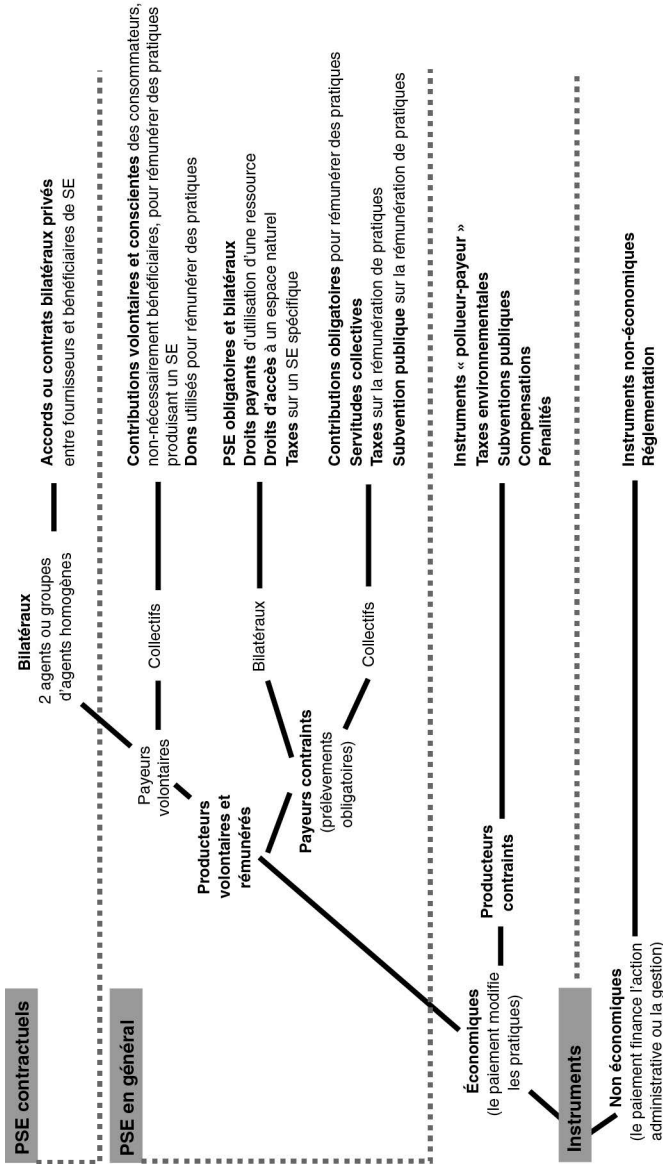 PSE contractuels
Bilatéraux
2 agents ou groupes
d'agents homogènes
Accords ou contrats bilatéraux privés
entre fournisseurs et bénéficiaires de SE
PSE en général
Payeurs
volontaires
Collectifs
Contributions volontaires et conscientes des consommateurs,
non-nécessairement bénéficiaires, pour rémunérer des pratiques
produisant un SE
Dons utilisés pour rémunérer des pratiques
Producteurs
volontaires et
rémunérés
Bilatéraux
PSE obligatoires et bilatéraux
Droits payants d'utilisation d'une ressource
Droits d'accès à un espace naturel
Taxes sur un SE spécifique
Payeurs contraints
(prélèvements
obligatoires)
Collectifs
Contributions obligatoires pour rémunérer des pratiques
Servitudes collectives
Taxes sur la rémunération de pratiques
Subvention publique sur la rémunération de pratiques
Économiques
(le paiement modifie
les pratiques)
Producteurs
contraints
Instruments « pollueur-payeur »
Taxes environnementales
Subventions publiques
Compensations
Pénalités
Instruments
Non économiques
(le paiement finance l'action
administrative ou la gestion)
Instruments non-économiques
Réglementation